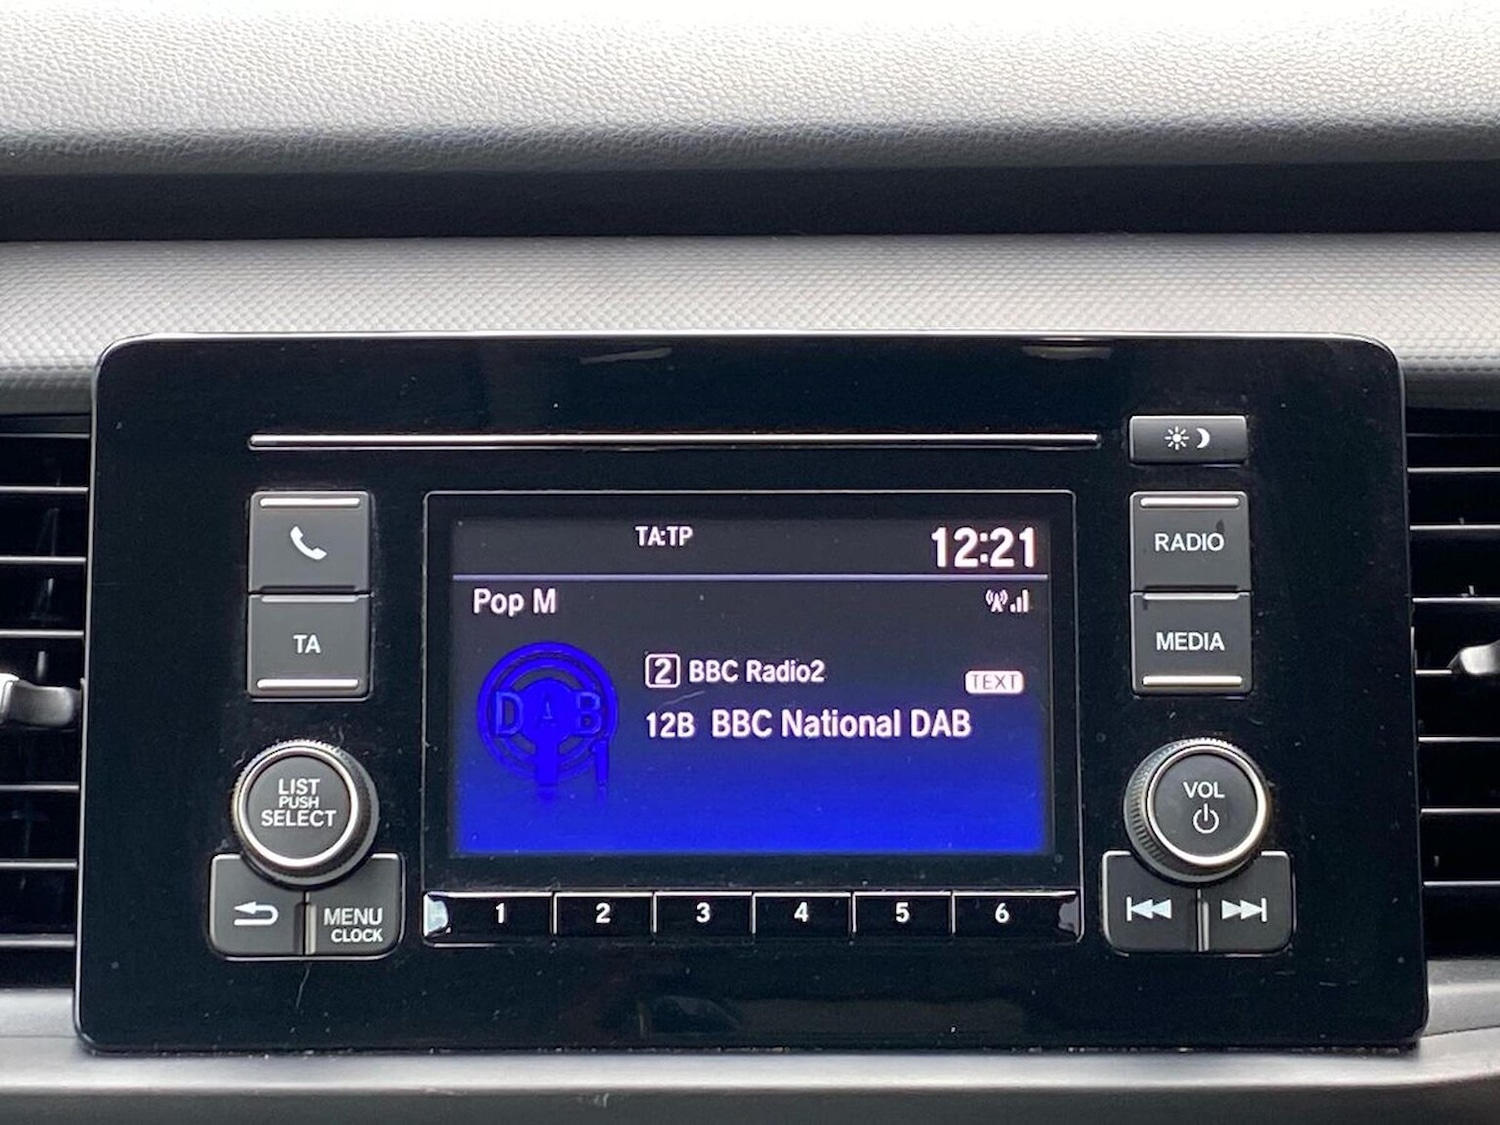 TA:TP
12:21
Pop M
2 BBC Radio2
TEXT
12B BBC National DAB
DAB
TA
LIST
PUSH
SELECT
MENU
CLOCK
1 2 3 4 5 6
RADIO
MEDIA
VOL